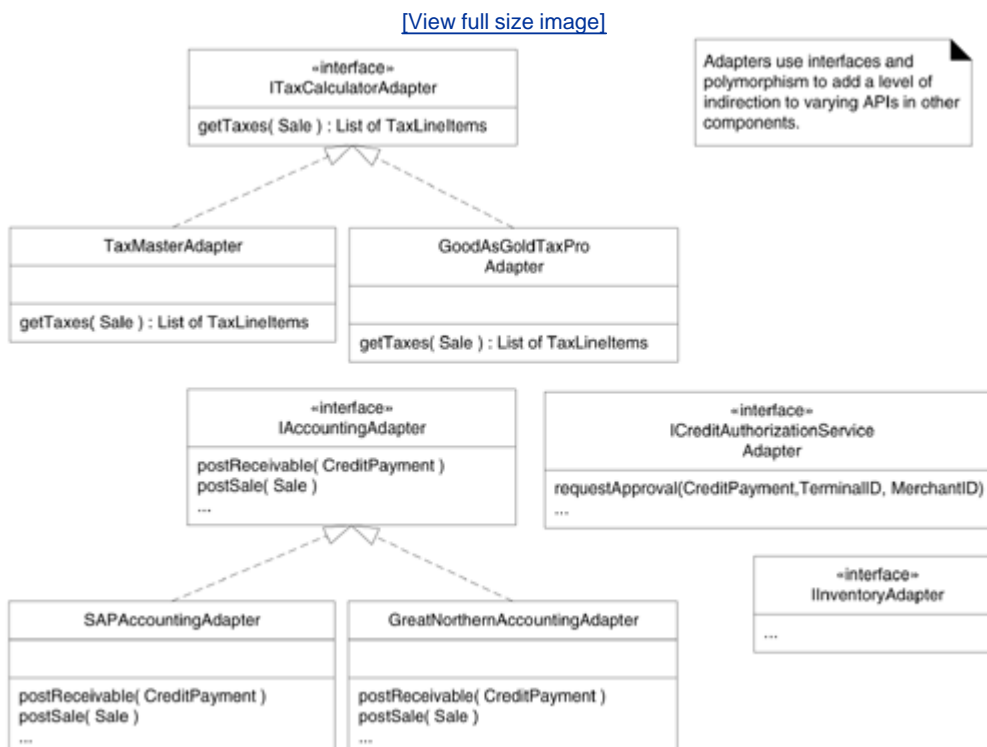 [View full size image]
«interface»
ITaxCalculatorAdapter
getTaxes( Sale ) : List of TaxLineItems
Adapters use interfaces and
polymorphism to add a level of
indirection to varying APIs in other
components.
TaxMasterAdapter
getTaxes( Sale ) : List of TaxLineItems
GoodAsGoldTaxPro
Adapter
getTaxes( Sale ) : List of TaxLineItems
«interface»
IAccountingAdapter
postReceivable( CreditPayment )
postSale( Sale )
...
«interface»
ICreditAuthorizationService
Adapter
requestApproval(CreditPayment,TerminalID, MerchantID)
...
«interface»
IInventoryAdapter
...
SAPAccountingAdapter
postReceivable( CreditPayment )
postSale( Sale )
...
GreatNorthernAccountingAdapter
postReceivable( CreditPayment )
postSale( Sale )
...